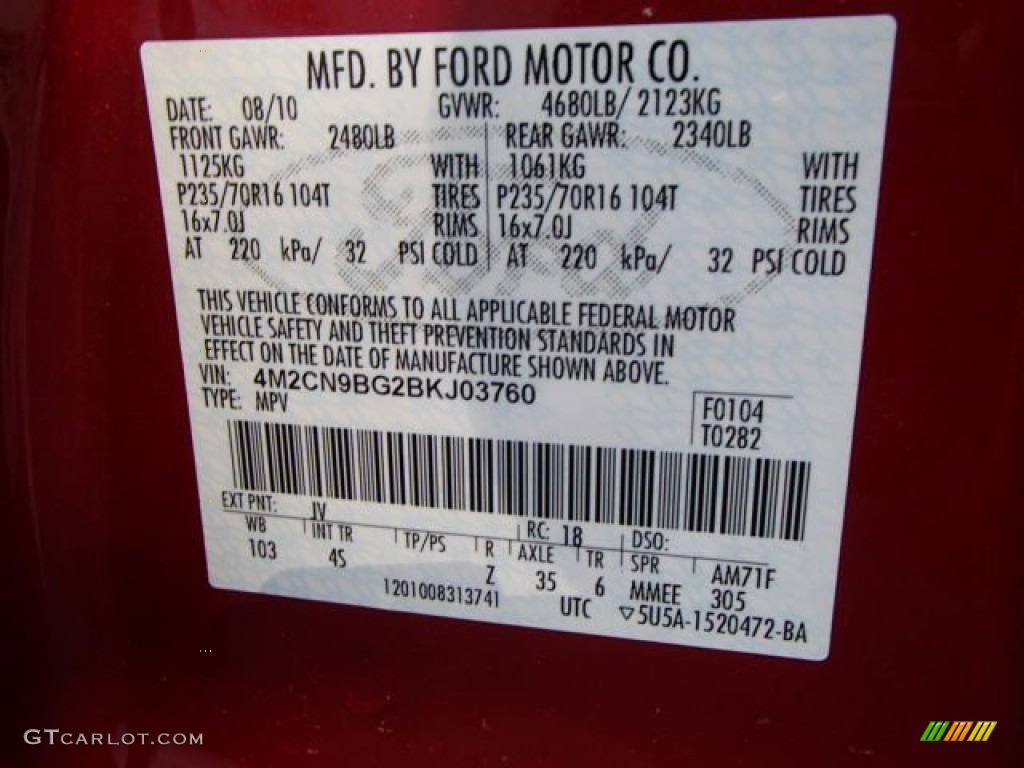 MFD. BY FORD MOTOR CO.
DATE: 08/10 GVWR: 4680LB/ 2123KG
FRONT GAWR: 2480LB REAR GAWR: 2340LB
1125KG WITH 1061KG WITH
P235/70R16 104T TIRES P235/70R16 104T TIRES
16x7.0J RIMS 16x7.0J RIMS
AT 220 kPa/ 32 PSI COLD AT 220 kPa/ 32 PSI COLD
THIS VEHICLE CONFORMS TO ALL APPLICABLE FEDERAL MOTOR
VEHICLE SAFETY AND THEFT PREVENTION STANDARDS IN
EFFECT ON THE DATE OF MANUFACTURE SHOWN ABOVE.
VIN: 4M2CN9BG2BKJ03760
TYPE: MPV
F0104
T0282
EXT PNT: JV RC: 18 DSO:
WB INT TR TP/PS R AXLE TR SPR AM71F
103 4S Z 35 6 MMEE 305
1201008313741 UTC ▽5U5A-1520472-BA
GTCARLOT.COM